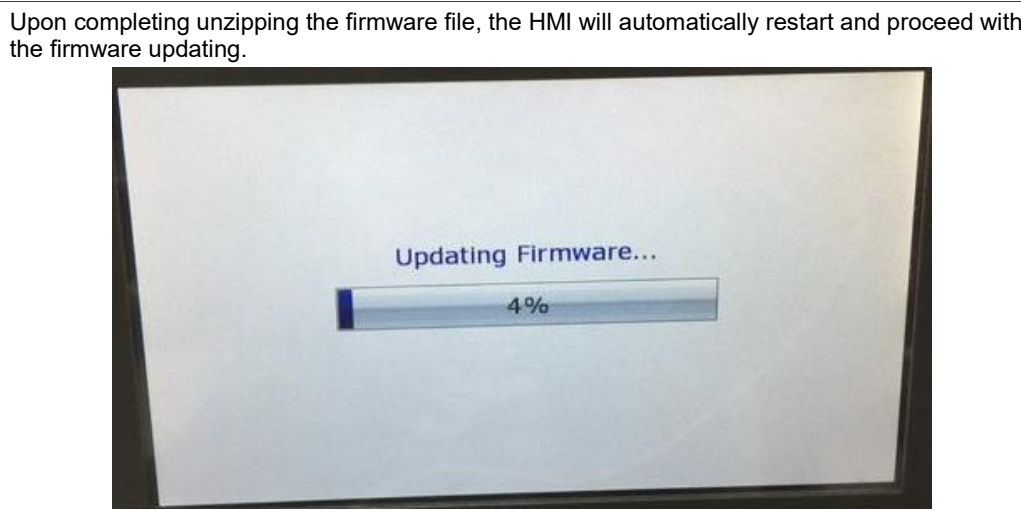 Upon completing unzipping the firmware file, the HMI will automatically restart and proceed with
the firmware updating.
Updating Firmware...
4%